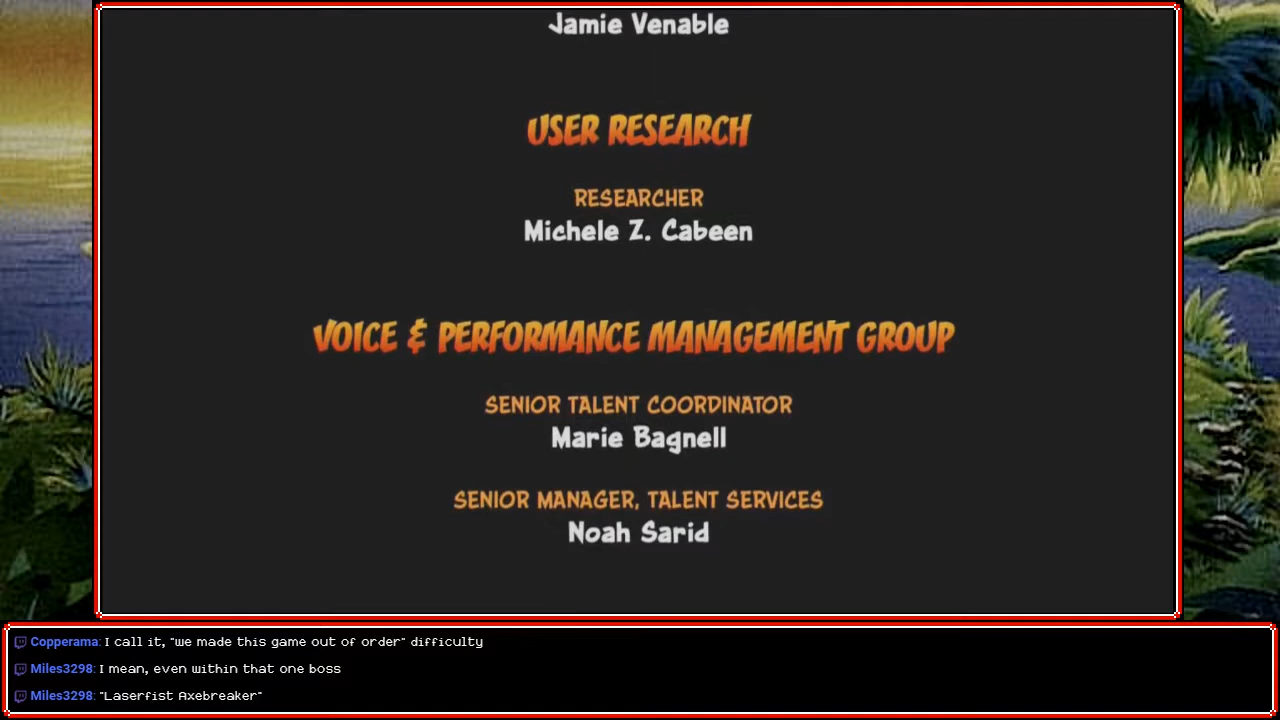 Jamie Venable
USER RESEARCH
RESEARCHER
Michele Z. Cabeen
VOICE & PERFORMANCE MANAGEMENT GROUP
SENIOR TALENT COORDINATOR
Marie Bagnell
SENIOR MANAGER, TALENT SERVICES
Noah Sarid
Copperama: I call it, "we made this game out of order" difficulty
Miles3298: I mean, even within that one boss
Miles3298: "Laserfist Axebreaker"